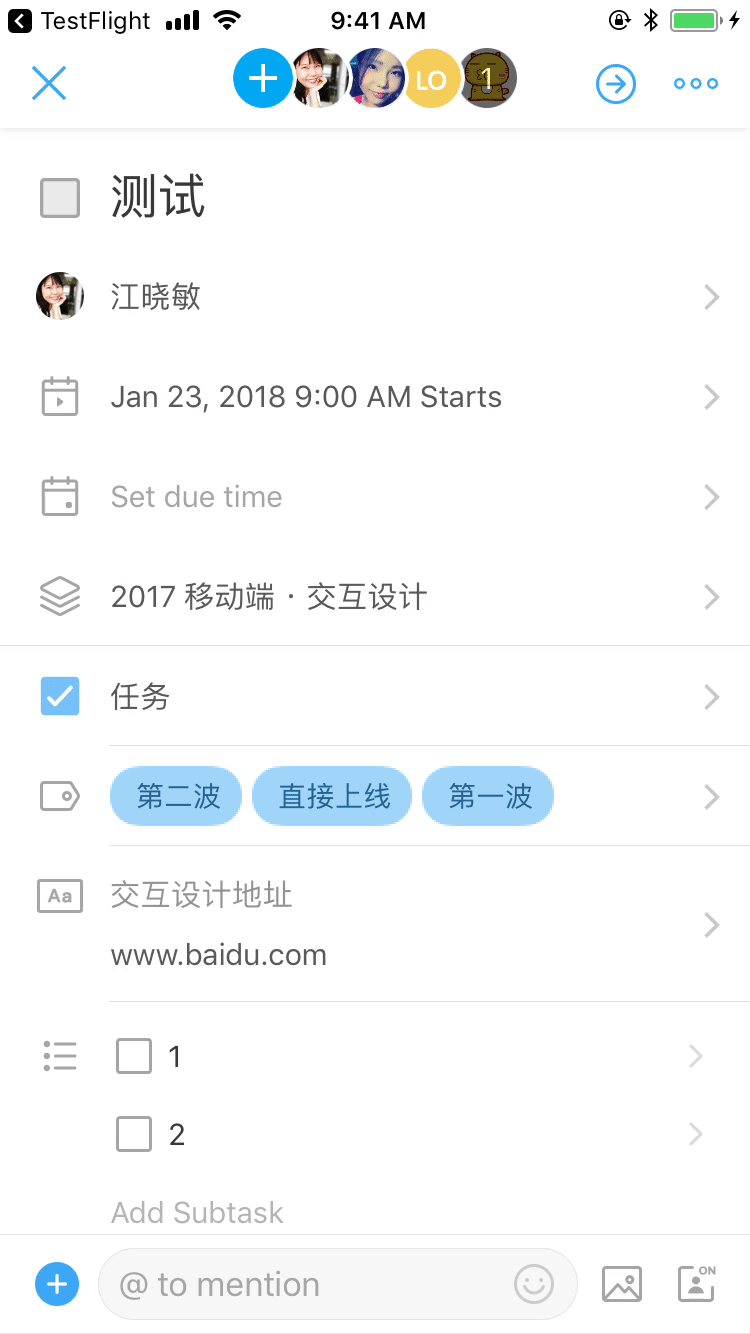 TestFlight 9:41 AM
LO 1
测试
江晓敏
Jan 23, 2018 9:00 AM Starts
Set due time
2017 移动端 · 交互设计
任务
第二波 直接上线 第一波
Aa 交互设计地址
www.baidu.com
1
2
Add Subtask
@ to mention ON